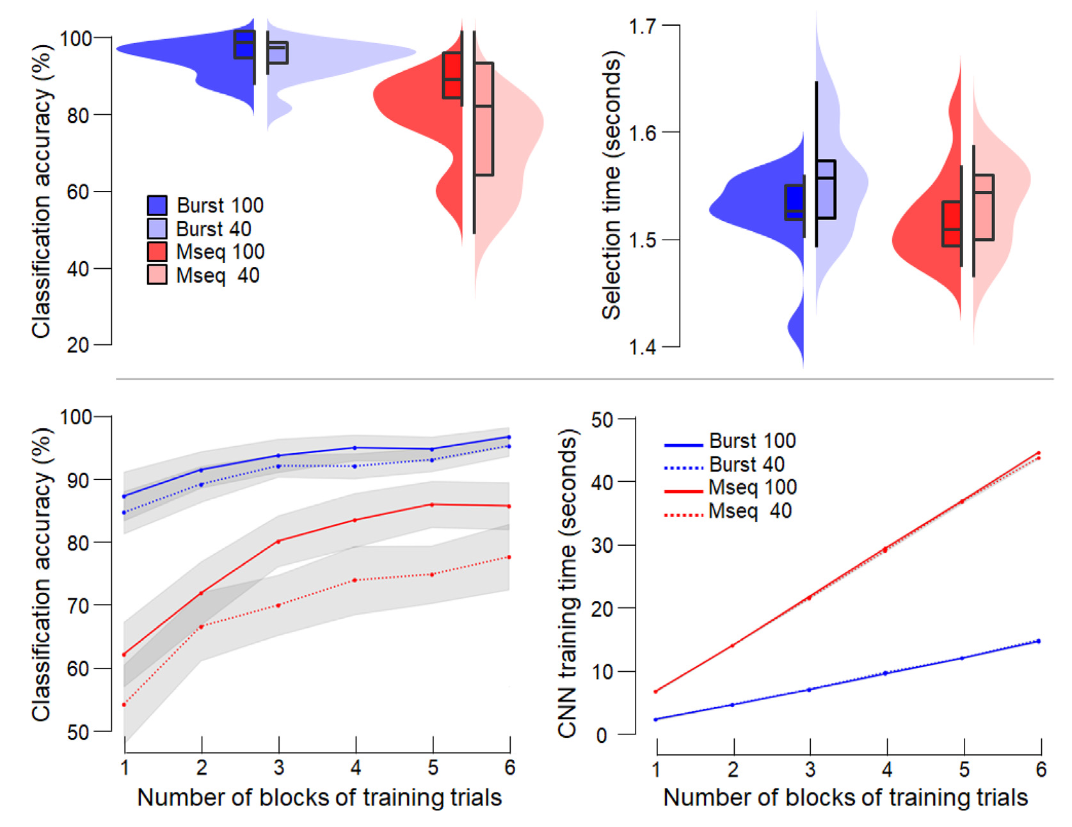 Classification accuracy (%)
100
80
60
40
20
Burst 100
Burst 40
Mseq 100
Mseq 40
Selection time (seconds)
1.7
1.6
1.5
1.4
Classification accuracy (%)
100
90
80
70
60
50
1 2 3 4 5 6
Number of blocks of training trials
CNN training time (seconds)
50
40
30
20
10
0
Burst 100
Burst 40
Mseq 100
Mseq 40
1 2 3 4 5 6
Number of blocks of training trials